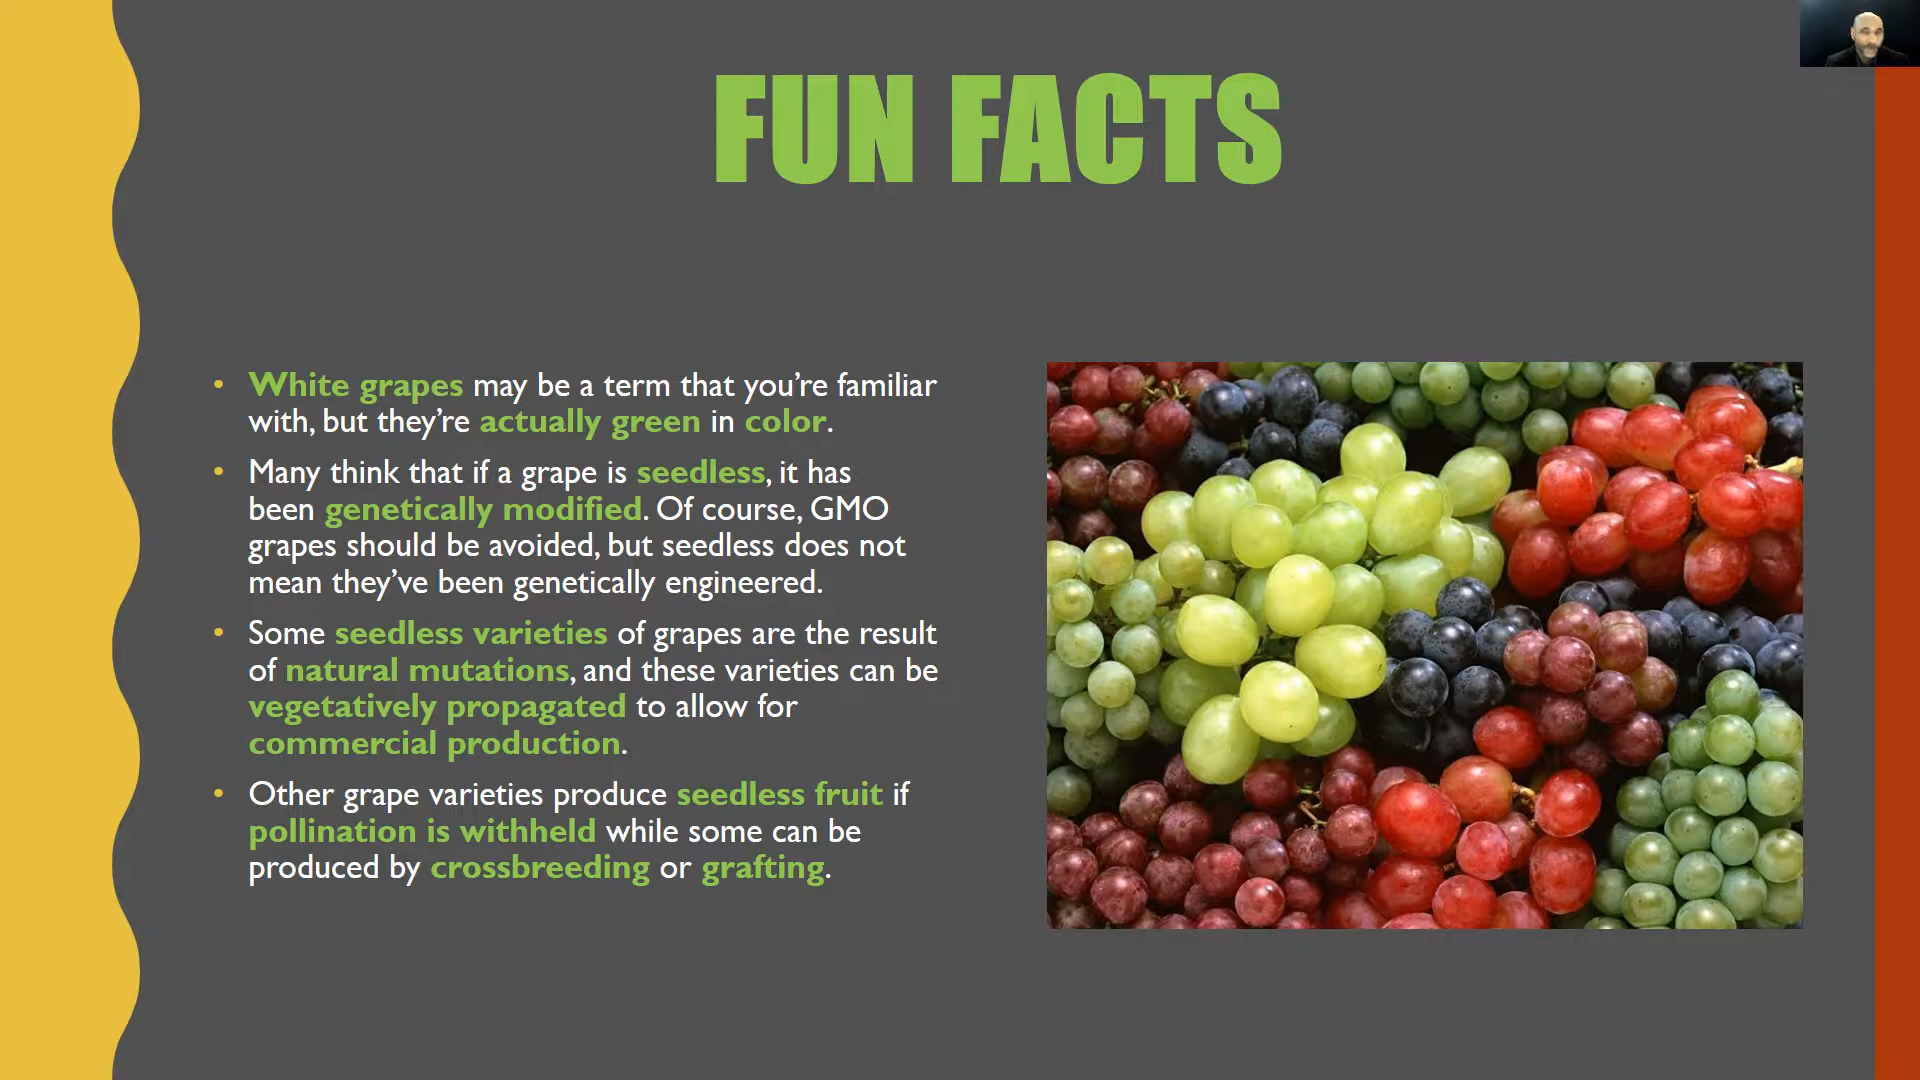 FUN FACTS
• White grapes may be a term that you’re familiar
with, but they’re actually green in color.
• Many think that if a grape is seedless, it has
been genetically modified. Of course, GMO
grapes should be avoided, but seedless does not
mean they’ve been genetically engineered.
• Some seedless varieties of grapes are the result
of natural mutations, and these varieties can be
vegetatively propagated to allow for
commercial production.
• Other grape varieties produce seedless fruit if
pollination is withheld while some can be
produced by crossbreeding or grafting.